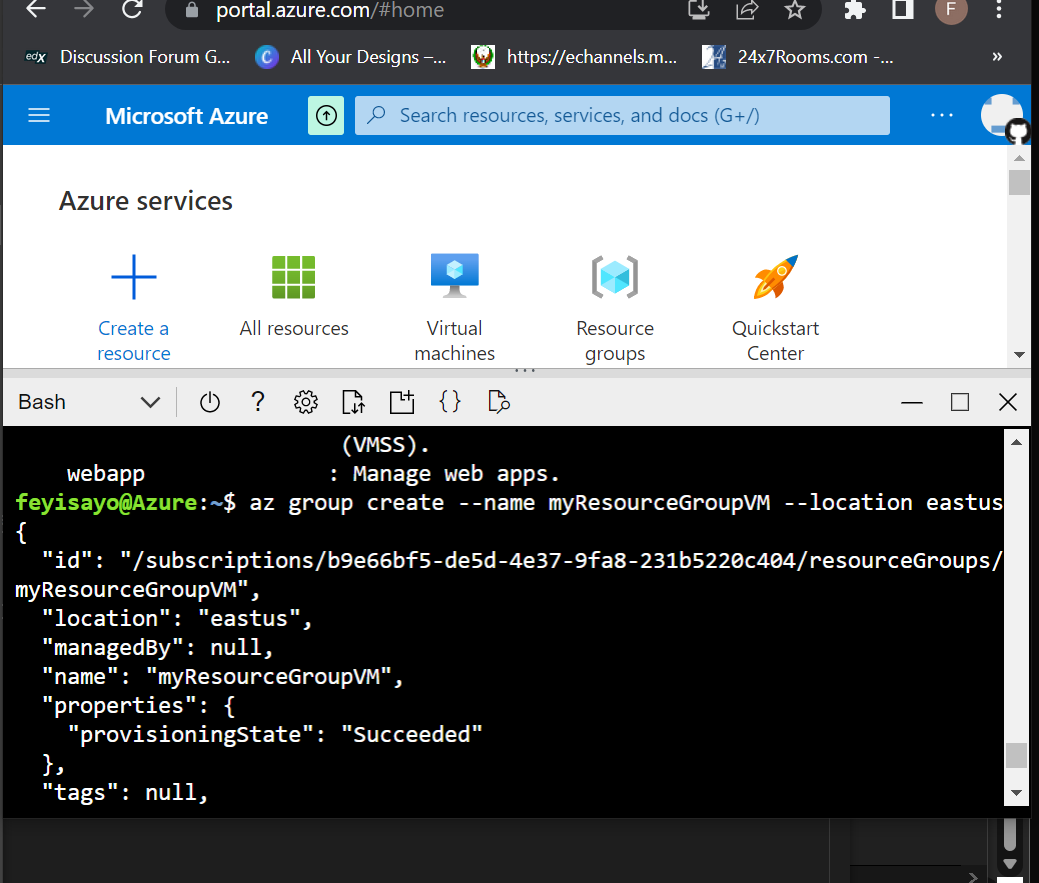 portal.azure.com/#home
F
edX Discussion Forum G... C All Your Designs –... https://echannels.m... 24x7Rooms.com -... »
Microsoft Azure Search resources, services, and docs (G+/) ...
Azure services
Create a resource
All resources
Virtual machines
Resource groups
Quickstart Center
Bash ? { }
(VMSS).
webapp : Manage web apps.
feyisayo@Azure:~$ az group create --name myResourceGroupVM --location eastus
{
"id": "/subscriptions/b9e66bf5-de5d-4e37-9fa8-231b5220c404/resourceGroups/
myResourceGroupVM",
"location": "eastus",
"managedBy": null,
"name": "myResourceGroupVM",
"properties": {
"provisioningState": "Succeeded"
},
"tags": null,